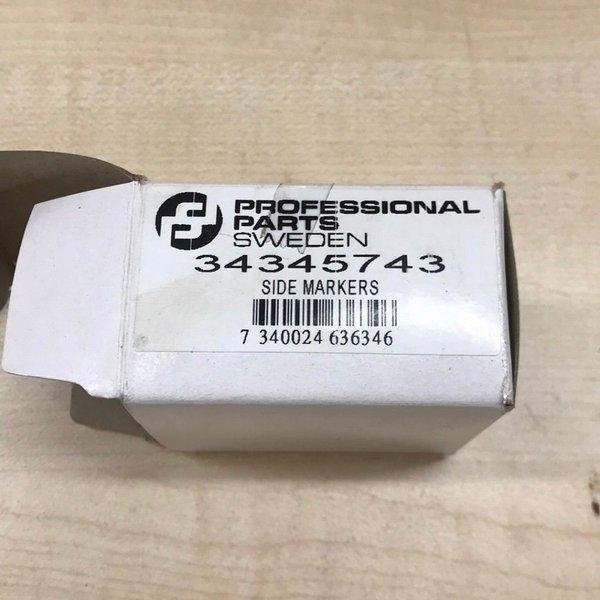 PROFESSIONAL
PARTS
SWEDEN
34345743
SIDE MARKERS
7 340024 636346